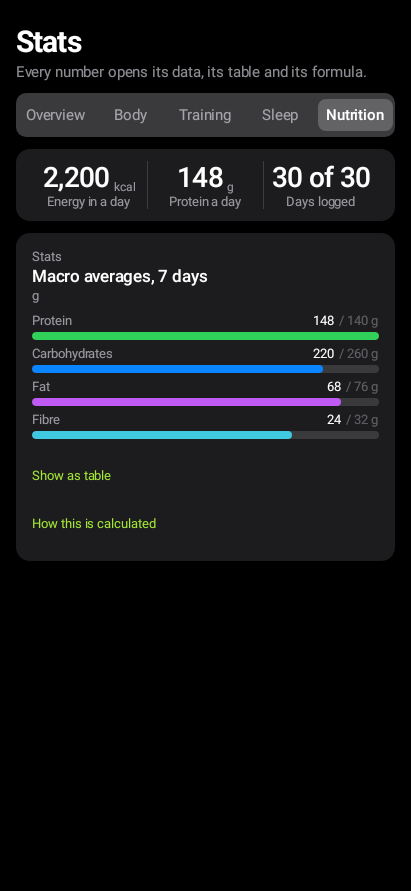 Stats
Every number opens its data, its table and its formula.
Overview Body Training Sleep Nutrition
2,200 kcal 148 g 30 of 30
Energy in a day Protein a day Days logged
Stats
Macro averages, 7 days
g
Protein 148 / 140 g
Carbohydrates 220 / 260 g
Fat 68 / 76 g
Fibre 24 / 32 g
Show as table
How this is calculated